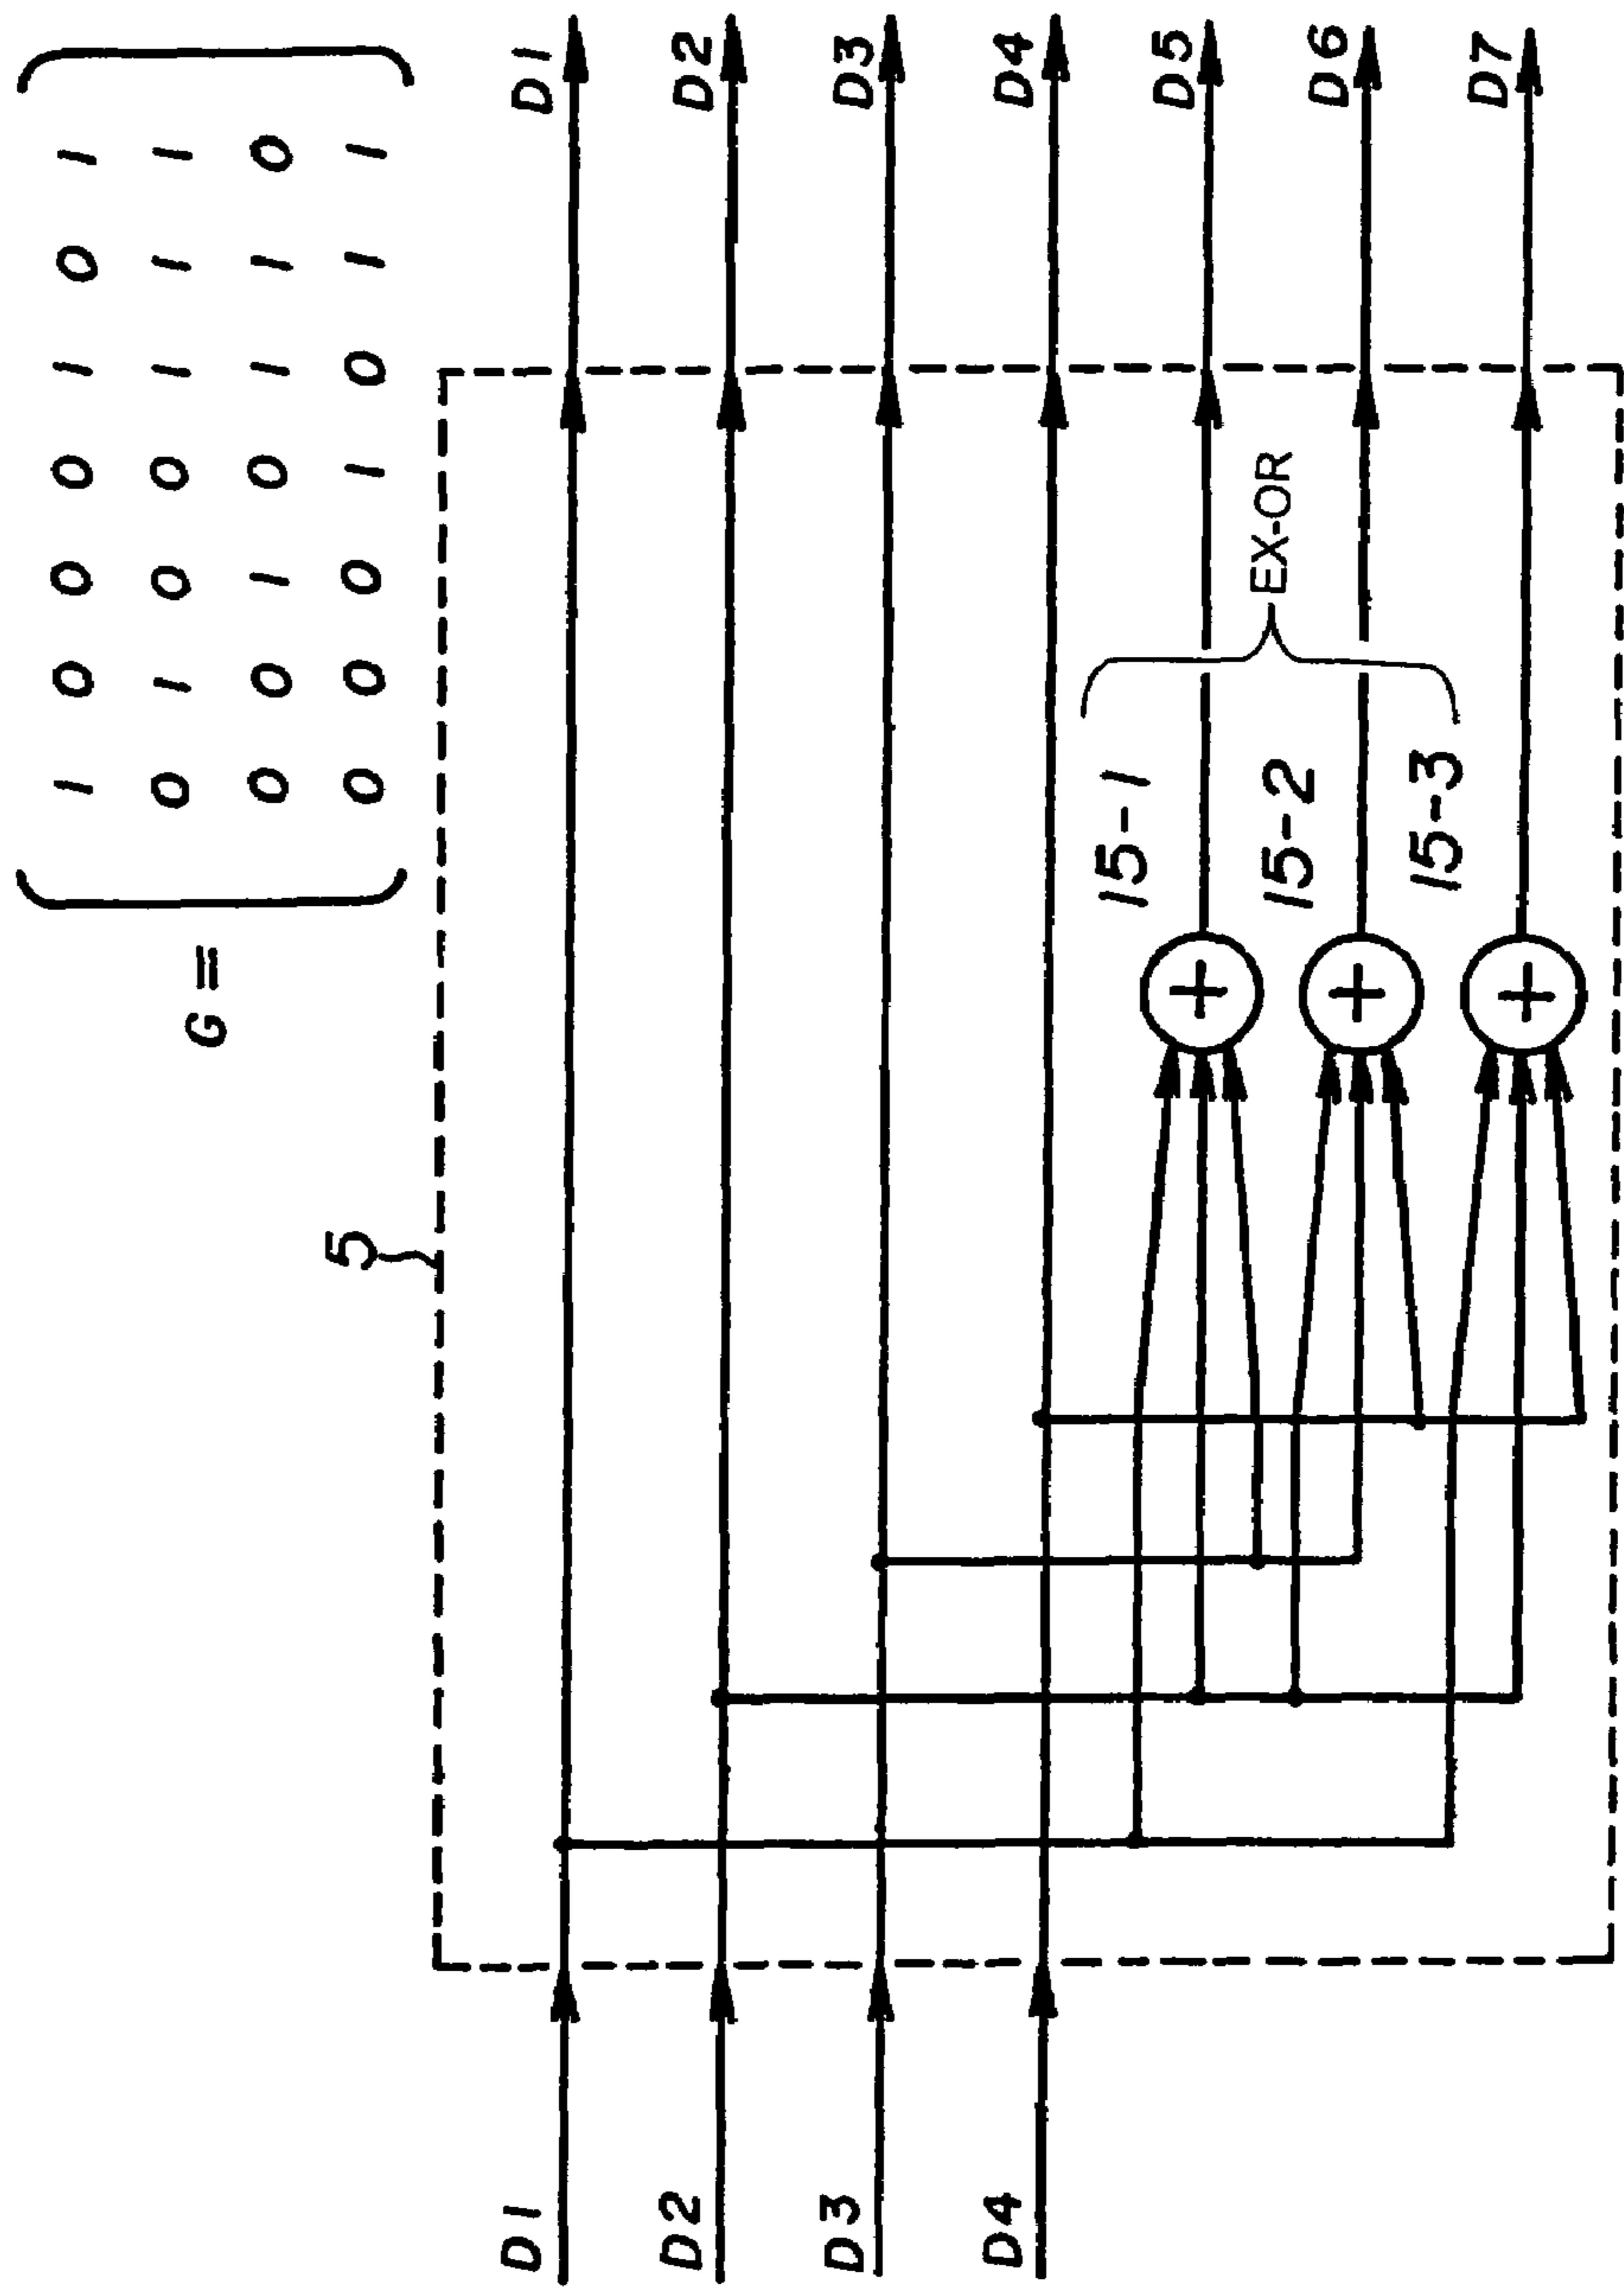 G =
1 0 0 0 1 0 1
0 1 0 0 1 1 1
0 0 1 0 1 1 0
0 0 0 1 0 1 1
5
D1 D1
D2 D2
D3 D3
D4 D4
15-1 D5
EX-OR
15-2 D6
15-3 D7